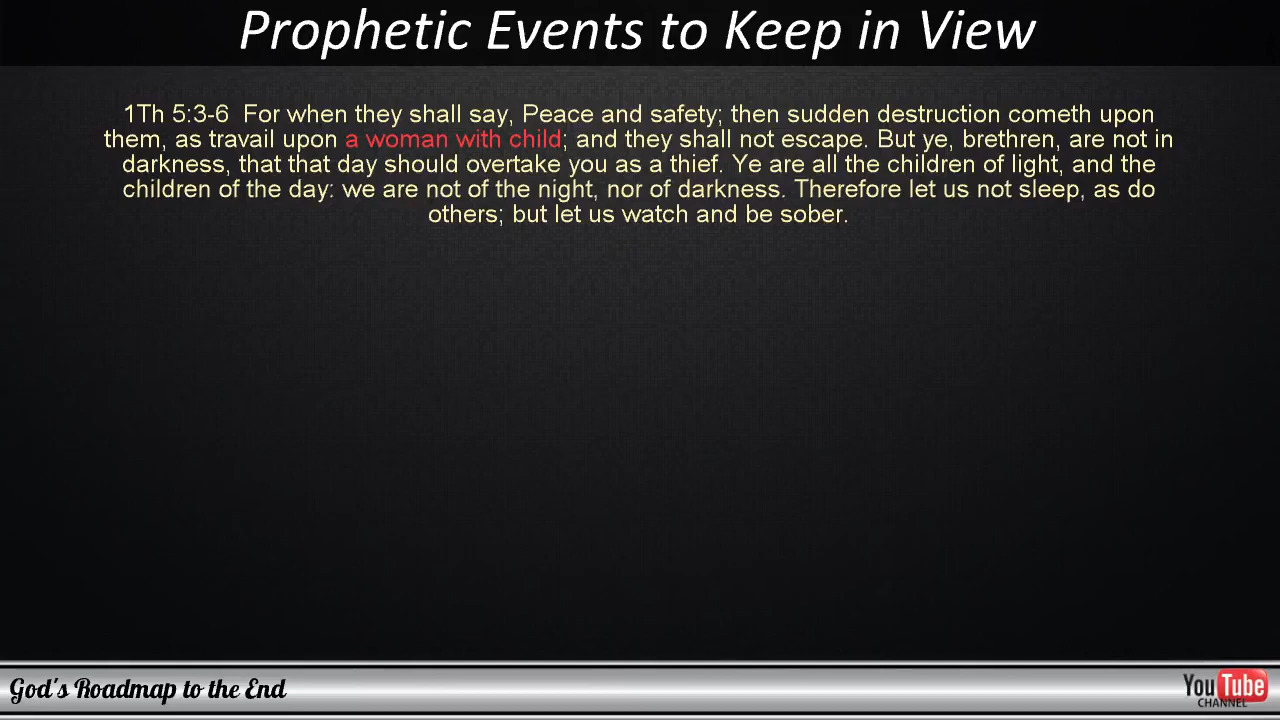 Prophetic Events to Keep in View
1Th 5:3-6  For when they shall say, Peace and safety; then sudden destruction cometh upon
them, as travail upon a woman with child; and they shall not escape. But ye, brethren, are not in
darkness, that that day should overtake you as a thief. Ye are all the children of light, and the
children of the day: we are not of the night, nor of darkness. Therefore let us not sleep, as do
others; but let us watch and be sober.
God's Roadmap to the End
YouTube
CHANNEL